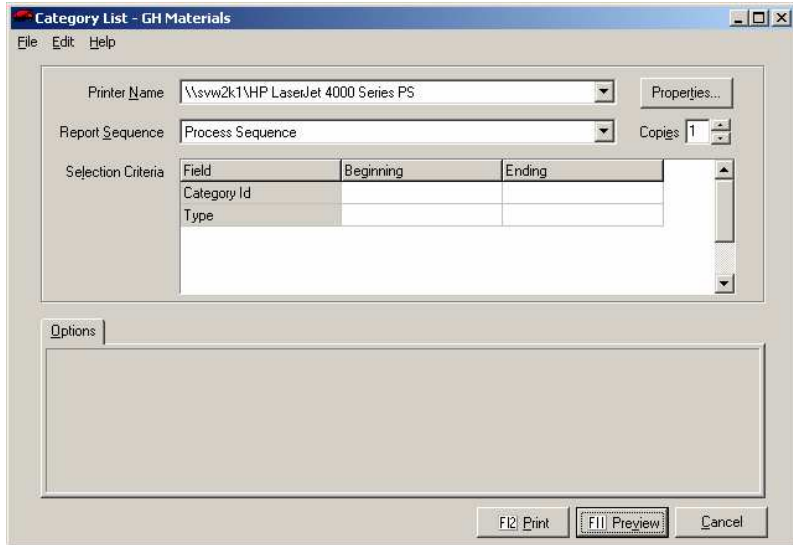 Category List - GH Materials
File Edit Help
Printer Name \\svw2k1\HP LaserJet 4000 Series PS Properties...
Report Sequence Process Sequence Copies 1
Selection Criteria Field Beginning Ending
Category Id
Type
Options
F12 Print F11 Preview Cancel